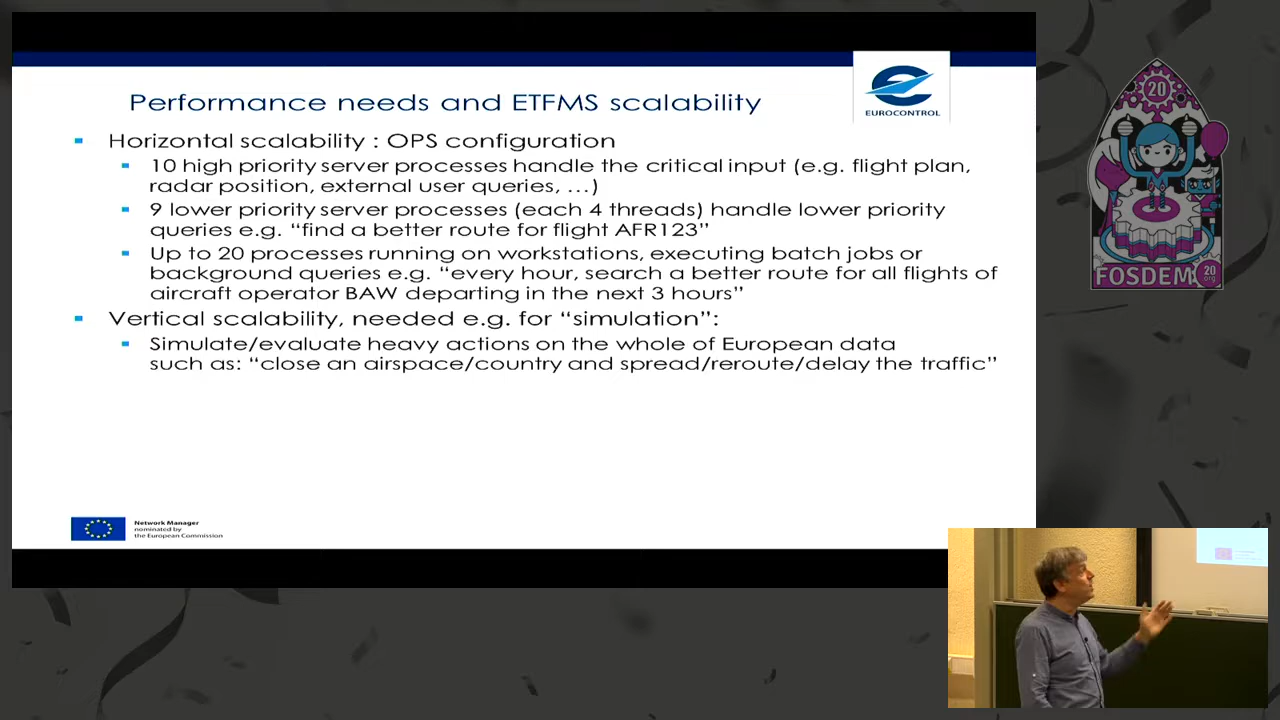 Performance needs and ETFMS scalability
EUROCONTROL
Horizontal scalability : OPS configuration
10 high priority server processes handle the critical input (e.g. flight plan,
radar position, external user queries, …)
9 lower priority server processes (each 4 threads) handle lower priority
queries e.g. “find a better route for flight AFR123”
Up to 20 processes running on workstations, executing batch jobs or
background queries e.g. “every hour, search a better route for all flights of
aircraft operator BAW departing in the next 3 hours”
Vertical scalability, needed e.g. for “simulation”:
Simulate/evaluate heavy actions on the whole of European data
such as: “close an airspace/country and spread/reroute/delay the traffic”
Network Manager
nominated by
the European Commission
20
FOSDEM
20
.org